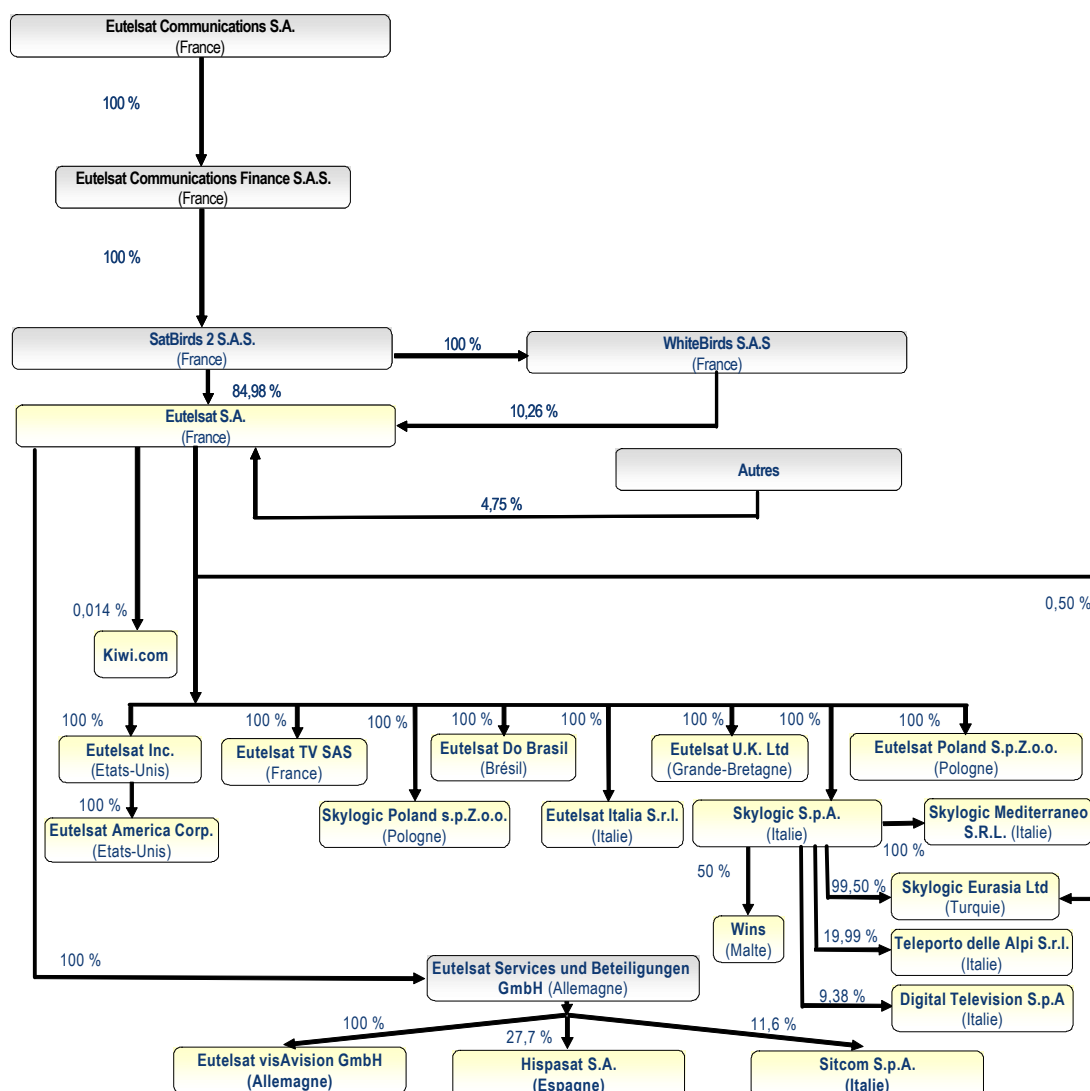 Eutelsat Communications S.A.
(France)
100 %
Eutelsat Communications Finance S.A.S.
(France)
100 %
SatBirds 2 S.A.S.
(France)
100 %
WhiteBirds S.A.S
(France)
84,98 %
10,26 %
Eutelsat S.A.
(France)
Autres
4,75 %
0,014 %
0,50 %
Kiwi.com
100 %
100 %
100 %
100 %
100 %
100 %
100 %
100 %
Eutelsat Inc.
(Etats-Unis)
Eutelsat TV SAS
(France)
Eutelsat Do Brasil
(Brésil)
Eutelsat U.K. Ltd
(Grande-Bretagne)
Eutelsat Poland S.p.Z.o.o.
(Pologne)
100 %
Eutelsat America Corp.
(Etats-Unis)
Skylogic Poland s.p.Z.o.o.
(Pologne)
Eutelsat Italia S.r.l.
(Italie)
Skylogic S.p.A.
(Italie)
100 %
Skylogic Mediterraneo
S.R.L. (Italie)
50 %
99,50 %
Skylogic Eurasia Ltd
(Turquie)
Wins
(Malte)
19,99 %
Teleporto delle Alpi S.r.l.
(Italie)
100 %
Eutelsat Services und Beteiligungen
GmbH (Allemagne)
9,38 %
Digital Television S.p.A
(Italie)
100 %
27,7 %
11,6 %
Eutelsat visAvision GmbH
(Allemagne)
Hispasat S.A.
(Espagne)
Sitcom S.p.A.
(Italie)